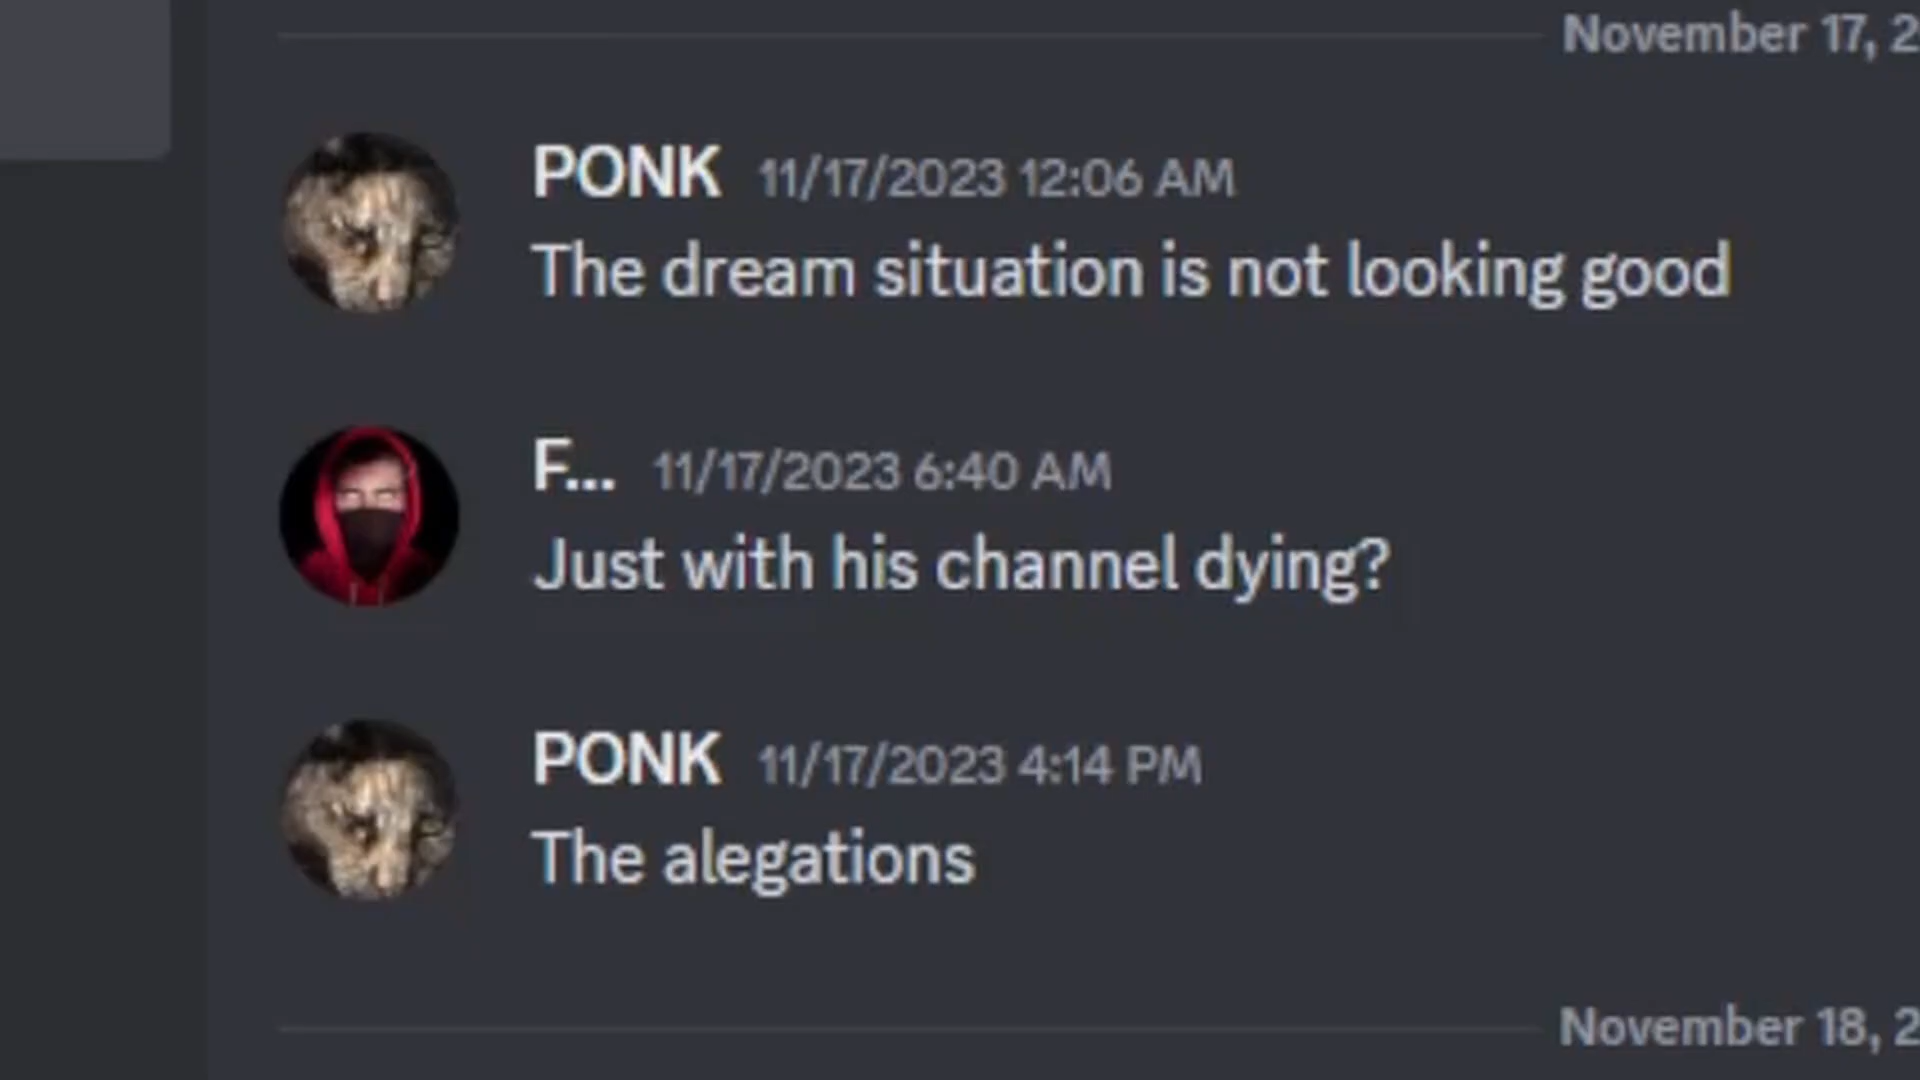 November 17, 2
PONK 11/17/2023 12:06 AM
The dream situation is not looking good
F... 11/17/2023 6:40 AM
Just with his channel dying?
PONK 11/17/2023 4:14 PM
The alegations
November 18, 2